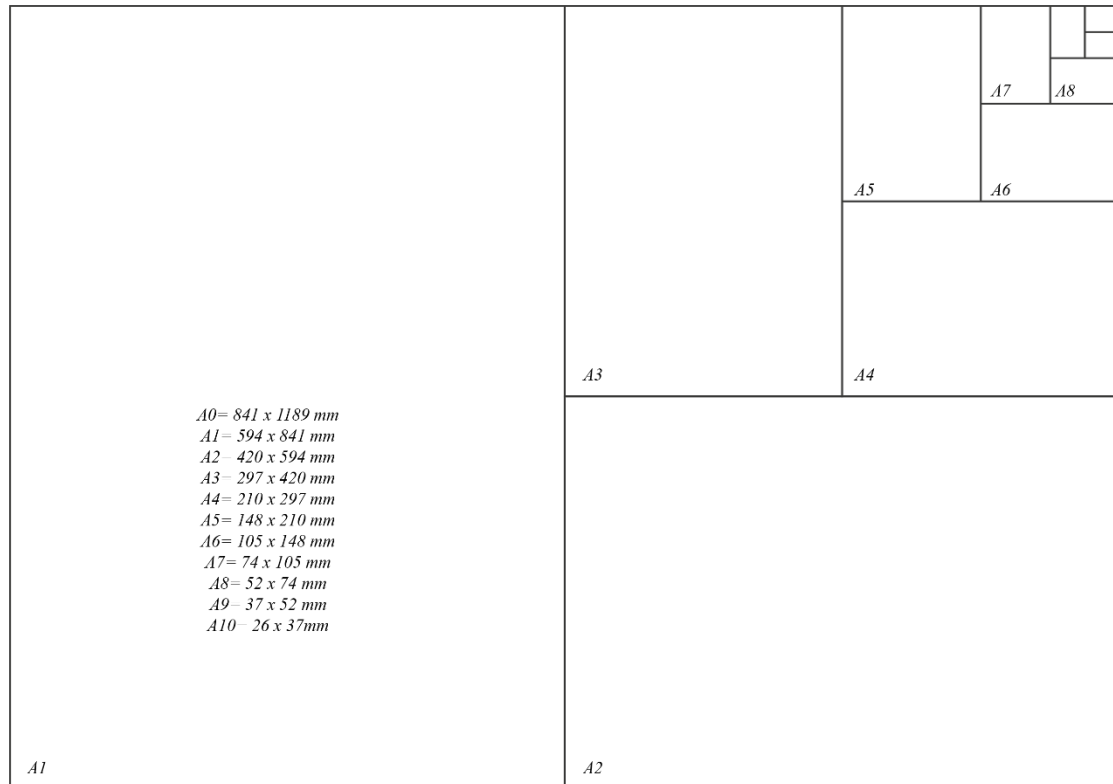 A7
A8
A5
A6
A3
A4
A0= 841 x 1189 mm
A1= 594 x 841 mm
A2= 420 x 594 mm
A3= 297 x 420 mm
A4= 210 x 297 mm
A5= 148 x 210 mm
A6= 105 x 148 mm
A7= 74 x 105 mm
A8= 52 x 74 mm
A9= 37 x 52 mm
A10= 26 x 37mm
A1
A2